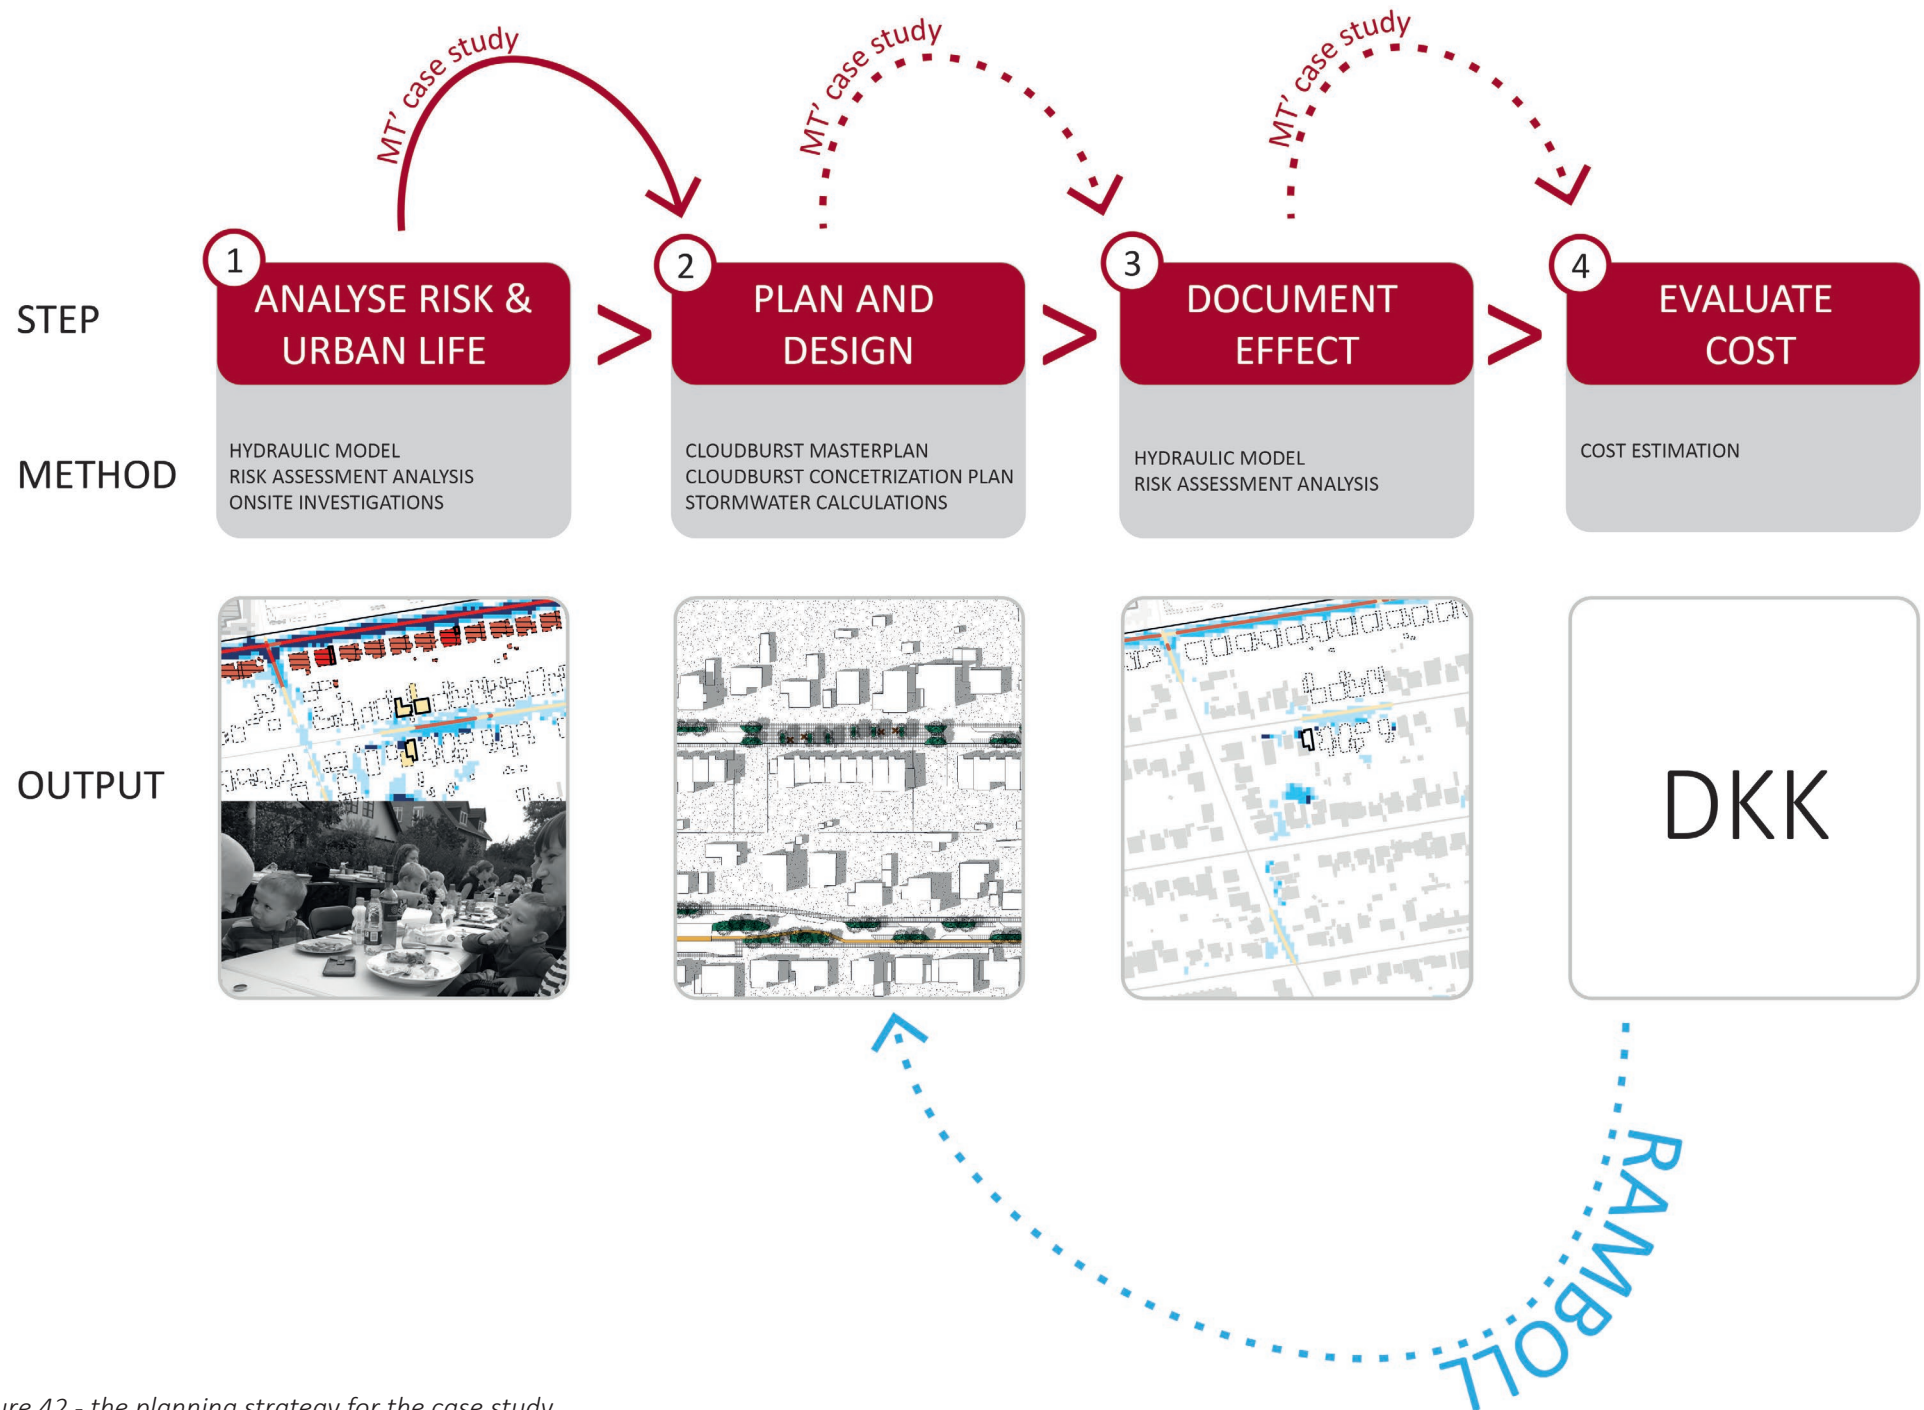 MT' case study
MT' case study
MT' case study
STEP
1
ANALYSE RISK &
URBAN LIFE
>
2
PLAN AND
DESIGN
>
3
DOCUMENT
EFFECT
>
4
EVALUATE
COST
METHOD
HYDRAULIC MODEL
RISK ASSESSMENT ANALYSIS
ONSITE INVESTIGATIONS
CLOUDBURST MASTERPLAN
CLOUDBURST CONCETRIZATION PLAN
STORMWATER CALCULATIONS
HYDRAULIC MODEL
RISK ASSESSMENT ANALYSIS
COST ESTIMATION
OUTPUT
DKK
RAMBOLL
42 - the planning strategy for the case study